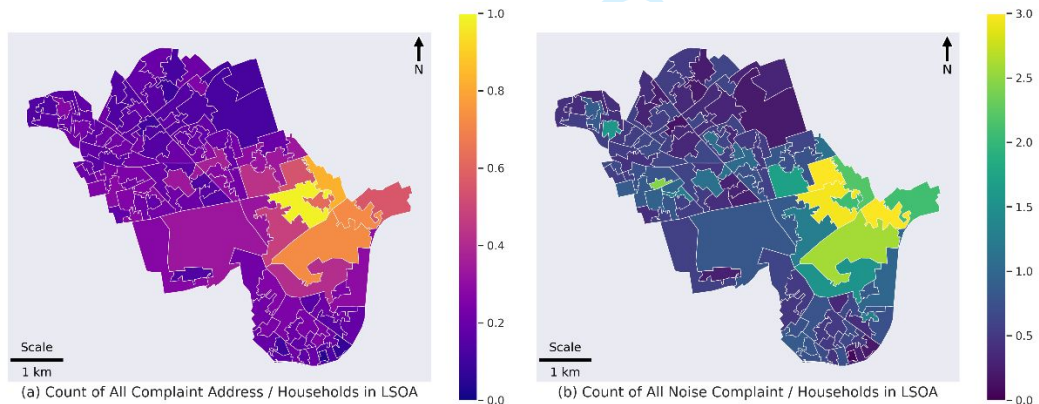 1.0
0.8
0.6
0.4
0.2
0.0
N
Scale
1 km
(a) Count of All Complaint Address / Households in LSOA
3.0
2.5
2.0
1.5
1.0
0.5
0.0
N
Scale
1 km
(b) Count of All Noise Complaint / Households in LSOA